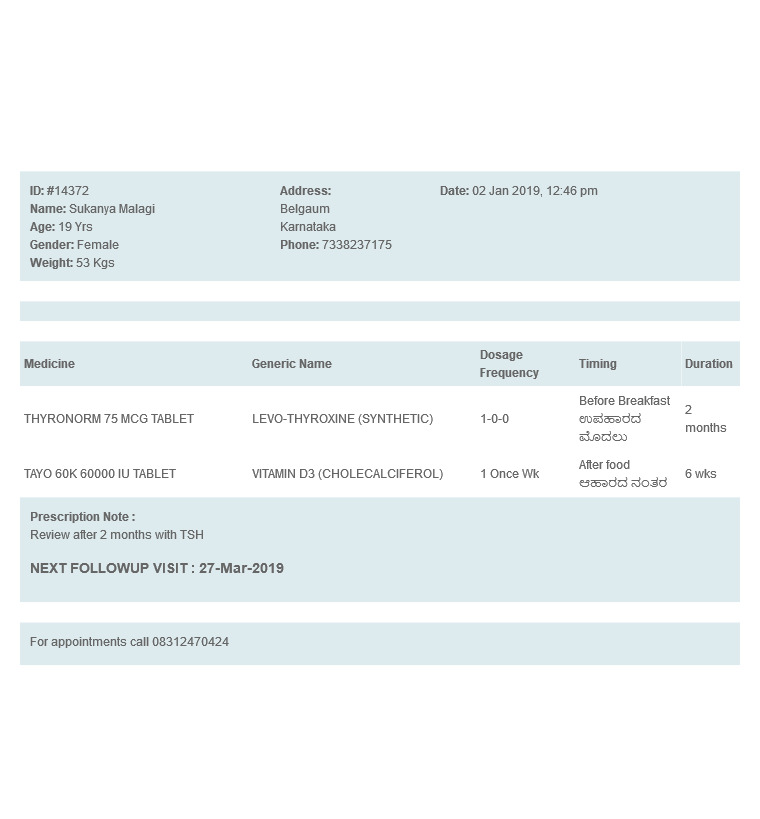 ID: #14372
Name: Sukanya Malagi
Age: 19 Yrs
Gender: Female
Weight: 53 Kgs
Address:
Belgaum
Karnataka
Phone: 7338237175
Date: 02 Jan 2019, 12:46 pm
Medicine Generic Name Dosage Frequency Timing Duration
THYRONORM 75 MCG TABLET LEVO-THYROXINE (SYNTHETIC) 1-0-0 Before Breakfast ಉಪಹಾರದ ಮೊದಲು 2 months
TAYO 60K 60000 IU TABLET VITAMIN D3 (CHOLECALCIFEROL) 1 Once Wk After food ಆಹಾರದ ನಂತರ 6 wks
Prescription Note :
Review after 2 months with TSH
NEXT FOLLOWUP VISIT : 27-Mar-2019
For appointments call 08312470424